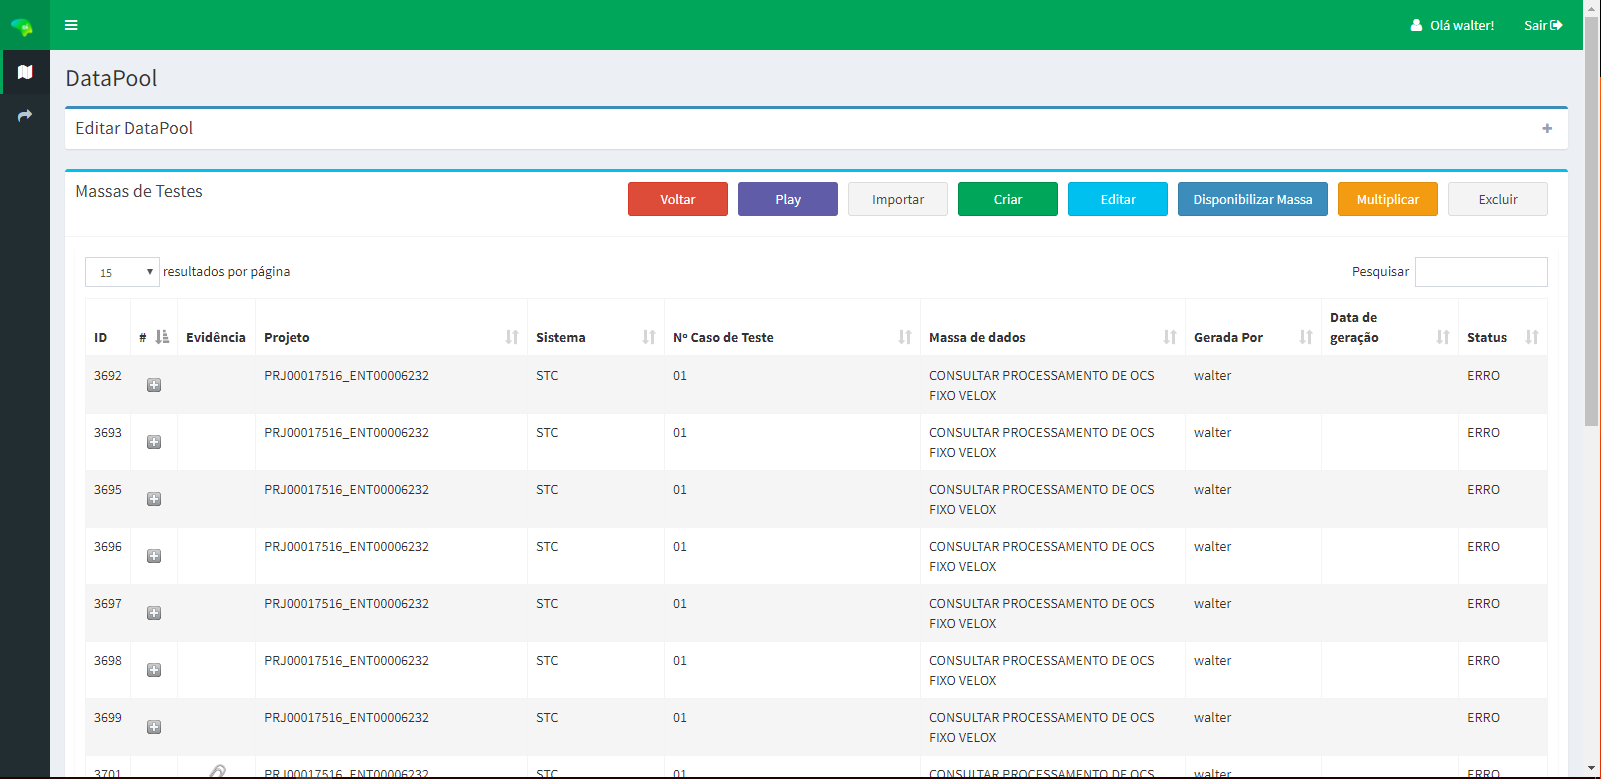 Olá walter!
Sair
DataPool
Editar DataPool
Massas de Testes
Voltar
Play
Importar
Criar
Editar
Disponibilizar Massa
Multiplicar
Excluir
15 resultados por página
Pesquisar
ID # Evidência Projeto Sistema Nº Caso de Teste Massa de dados Gerada Por Data de geração Status
3692 PRJ00017516_ENT00006232 STC 01 CONSULTAR PROCESSAMENTO DE OCS walter ERRO
FIXO VELOX
3693 PRJ00017516_ENT00006232 STC 01 CONSULTAR PROCESSAMENTO DE OCS walter ERRO
FIXO VELOX
3695 PRJ00017516_ENT00006232 STC 01 CONSULTAR PROCESSAMENTO DE OCS walter ERRO
FIXO VELOX
3696 PRJ00017516_ENT00006232 STC 01 CONSULTAR PROCESSAMENTO DE OCS walter ERRO
FIXO VELOX
3697 PRJ00017516_ENT00006232 STC 01 CONSULTAR PROCESSAMENTO DE OCS walter ERRO
FIXO VELOX
3698 PRJ00017516_ENT00006232 STC 01 CONSULTAR PROCESSAMENTO DE OCS walter ERRO
FIXO VELOX
3699 PRJ00017516_ENT00006232 STC 01 CONSULTAR PROCESSAMENTO DE OCS walter ERRO
FIXO VELOX
3701 PRJ00017516_ENT00006232 STC 01 CONSULTAR PROCESSAMENTO DE OCS walter ERRO